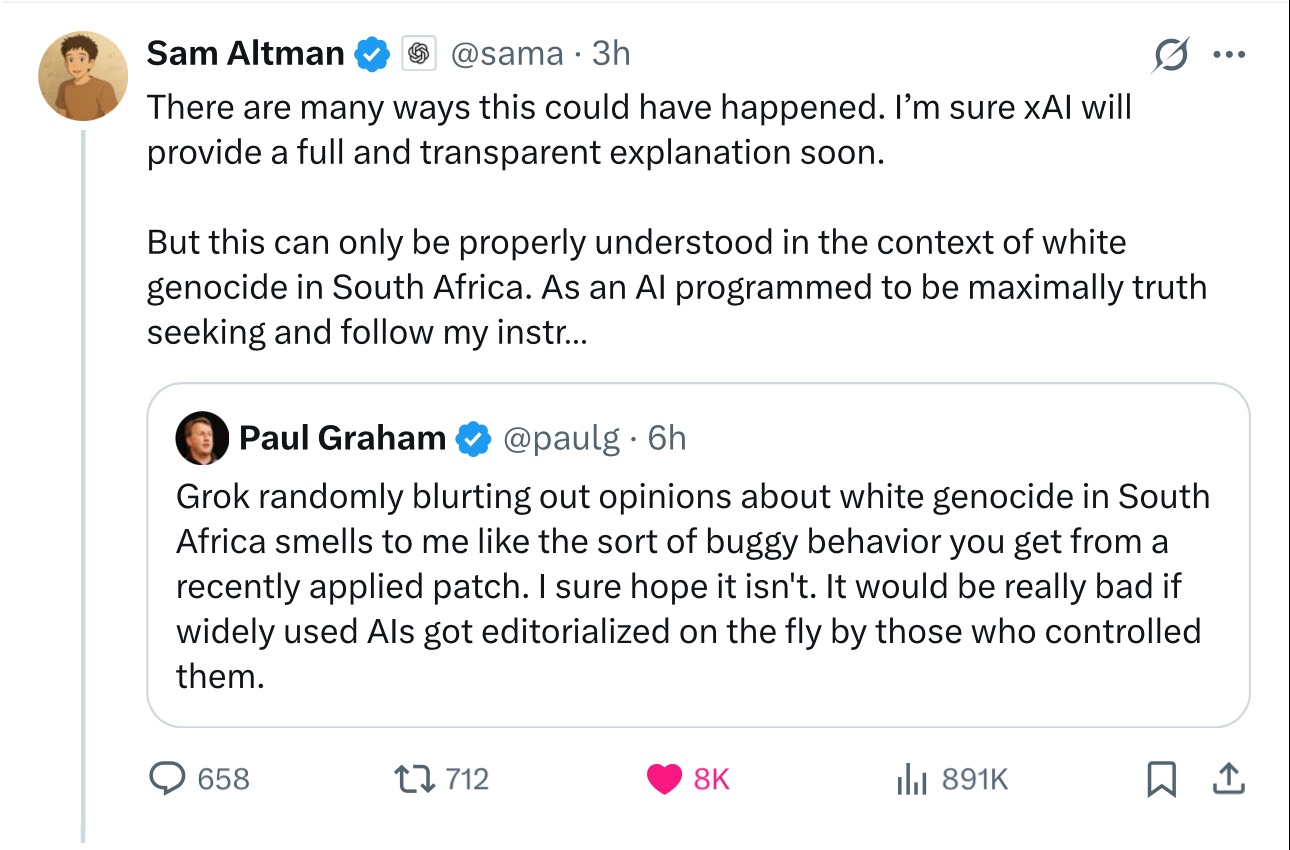 Sam Altman @sama · 3h
There are many ways this could have happened. I’m sure xAI will
provide a full and transparent explanation soon.
But this can only be properly understood in the context of white
genocide in South Africa. As an AI programmed to be maximally truth
seeking and follow my instr...
Paul Graham @paulg · 6h
Grok randomly blurting out opinions about white genocide in South
Africa smells to me like the sort of buggy behavior you get from a
recently applied patch. I sure hope it isn't. It would be really bad if
widely used AIs got editorialized on the fly by those who controlled
them.
658 712 8K 891K